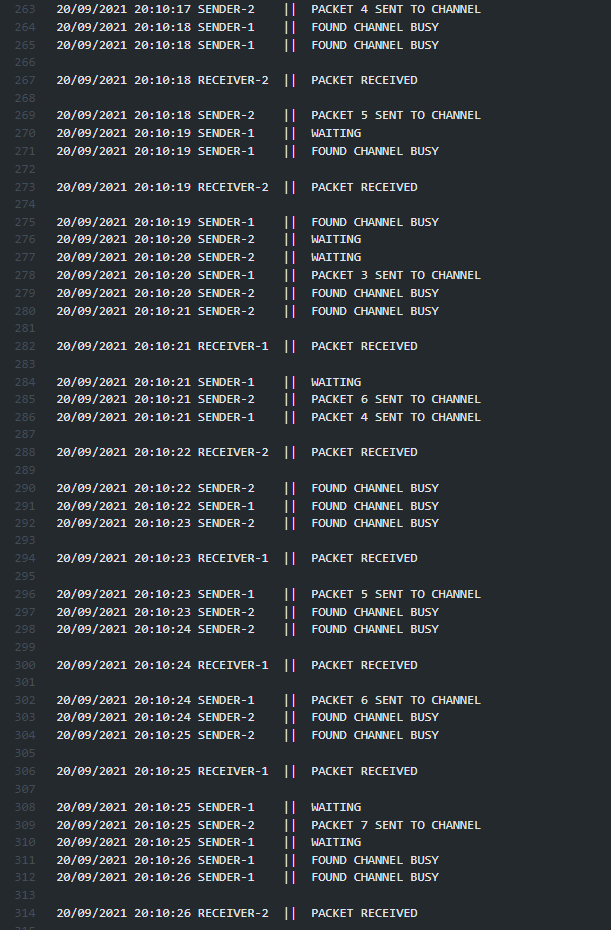 263 20/09/2021 20:10:17 SENDER-2 || PACKET 4 SENT TO CHANNEL
264 20/09/2021 20:10:18 SENDER-1 || FOUND CHANNEL BUSY
265 20/09/2021 20:10:18 SENDER-1 || FOUND CHANNEL BUSY
266
267 20/09/2021 20:10:18 RECEIVER-2 || PACKET RECEIVED
268
269 20/09/2021 20:10:18 SENDER-2 || PACKET 5 SENT TO CHANNEL
270 20/09/2021 20:10:19 SENDER-1 || WAITING
271 20/09/2021 20:10:19 SENDER-1 || FOUND CHANNEL BUSY
272
273 20/09/2021 20:10:19 RECEIVER-2 || PACKET RECEIVED
274
275 20/09/2021 20:10:19 SENDER-1 || FOUND CHANNEL BUSY
276 20/09/2021 20:10:20 SENDER-2 || WAITING
277 20/09/2021 20:10:20 SENDER-2 || WAITING
278 20/09/2021 20:10:20 SENDER-1 || PACKET 3 SENT TO CHANNEL
279 20/09/2021 20:10:20 SENDER-2 || FOUND CHANNEL BUSY
280 20/09/2021 20:10:21 SENDER-2 || FOUND CHANNEL BUSY
281
282 20/09/2021 20:10:21 RECEIVER-1 || PACKET RECEIVED
283
284 20/09/2021 20:10:21 SENDER-1 || WAITING
285 20/09/2021 20:10:21 SENDER-2 || PACKET 6 SENT TO CHANNEL
286 20/09/2021 20:10:21 SENDER-1 || PACKET 4 SENT TO CHANNEL
287
288 20/09/2021 20:10:22 RECEIVER-2 || PACKET RECEIVED
289
290 20/09/2021 20:10:22 SENDER-2 || FOUND CHANNEL BUSY
291 20/09/2021 20:10:22 SENDER-1 || FOUND CHANNEL BUSY
292 20/09/2021 20:10:23 SENDER-2 || FOUND CHANNEL BUSY
293
294 20/09/2021 20:10:23 RECEIVER-1 || PACKET RECEIVED
295
296 20/09/2021 20:10:23 SENDER-1 || PACKET 5 SENT TO CHANNEL
297 20/09/2021 20:10:23 SENDER-2 || FOUND CHANNEL BUSY
298 20/09/2021 20:10:24 SENDER-2 || FOUND CHANNEL BUSY
299
300 20/09/2021 20:10:24 RECEIVER-1 || PACKET RECEIVED
301
302 20/09/2021 20:10:24 SENDER-1 || PACKET 6 SENT TO CHANNEL
303 20/09/2021 20:10:24 SENDER-2 || FOUND CHANNEL BUSY
304 20/09/2021 20:10:25 SENDER-2 || FOUND CHANNEL BUSY
305
306 20/09/2021 20:10:25 RECEIVER-1 || PACKET RECEIVED
307
308 20/09/2021 20:10:25 SENDER-1 || WAITING
309 20/09/2021 20:10:25 SENDER-2 || PACKET 7 SENT TO CHANNEL
310 20/09/2021 20:10:25 SENDER-1 || WAITING
311 20/09/2021 20:10:26 SENDER-1 || FOUND CHANNEL BUSY
312 20/09/2021 20:10:26 SENDER-1 || FOUND CHANNEL BUSY
313
314 20/09/2021 20:10:26 RECEIVER-2 || PACKET RECEIVED